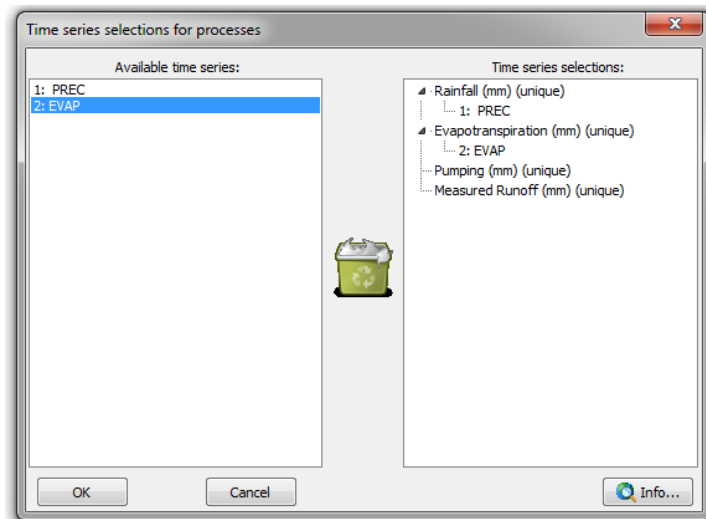 Time series selections for processes
Available time series:
1: PREC
2: EVAP
Time series selections:
Rainfall (mm) (unique)
1: PREC
Evapotranspiration (mm) (unique)
2: EVAP
Pumping (mm) (unique)
Measured Runoff (mm) (unique)
OK
Cancel
Info...